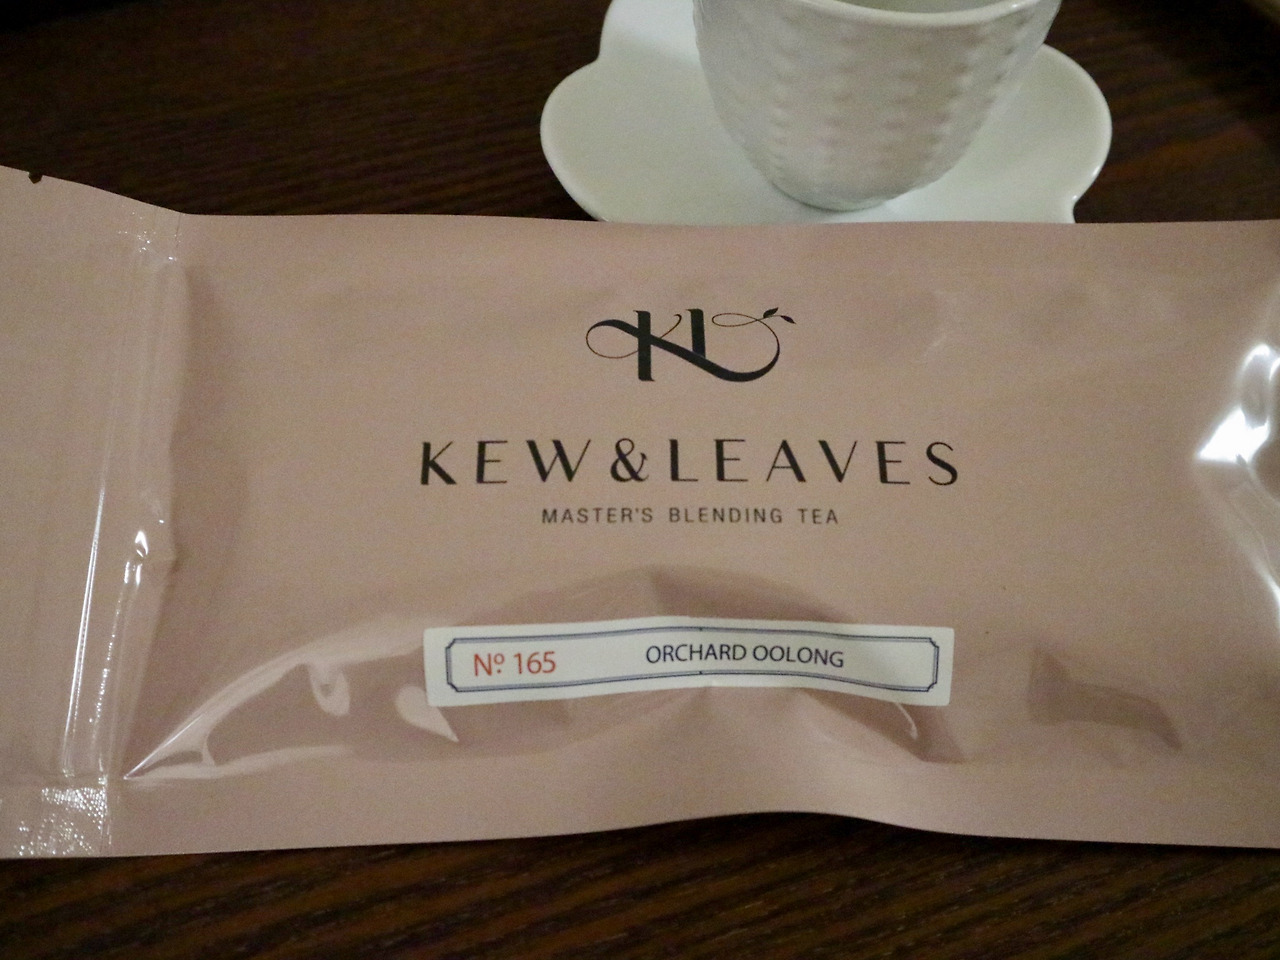 KL
KEW&LEAVES
MASTER'S BLENDING TEA
Nº 165 ORCHARD OOLONG